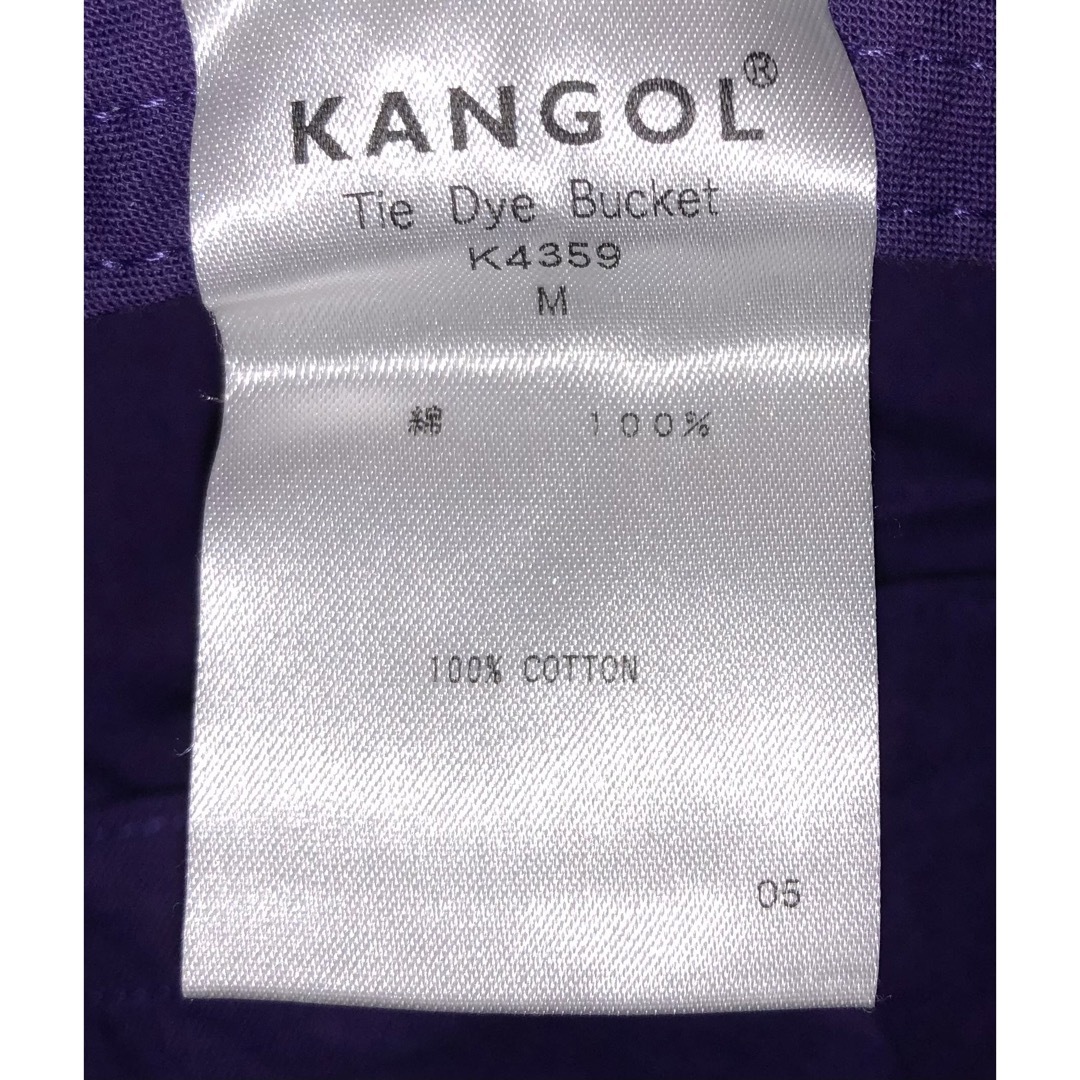 KANGOL®
Tie Dye Bucket
K4359
M
綿 100%
100% COTTON
05